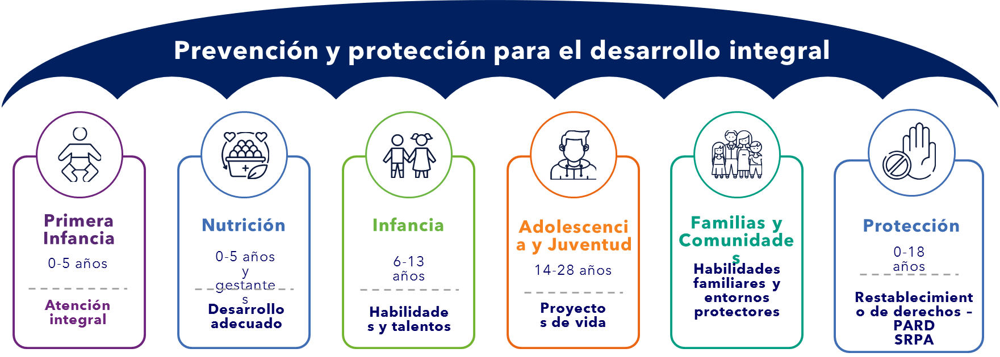 Prevención y protección para el desarrollo integral
Primera
Infancia
0-5 años
Atención
integral
Nutrición
0-5 años
y
gestante
s
Desarrollo
adecuado
Infancia
6-13
años
Habilidade
s y talentos
Adolescenci
a y Juventud
14-28 años
Proyecto
s de vida
Familias y
Comunidade
s
Habilidades
familiares y
entornos
protectores
Protección
0-18
años
Restablecimient
o de derechos –
PARD
SRPA